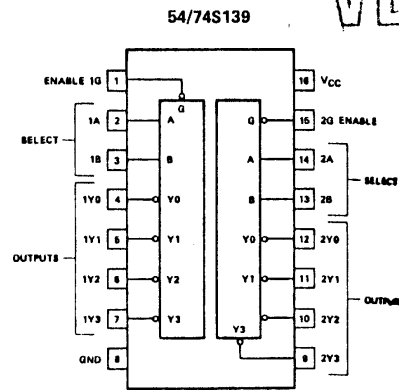 54/74S139
ENABLE 1G 1 G 16 VCC
1A 2 A G 15 2G ENABLE
SELECT
1B 3 B A 14 2A
SELECT
1Y0 4 Y0 B 13 2B
1Y1 5 Y1 Y0 12 2Y0
OUTPUTS
1Y2 6 Y2 Y1 11 2Y1
1Y3 7 Y3 10 2Y2
Y3
GND 8 9 2Y3